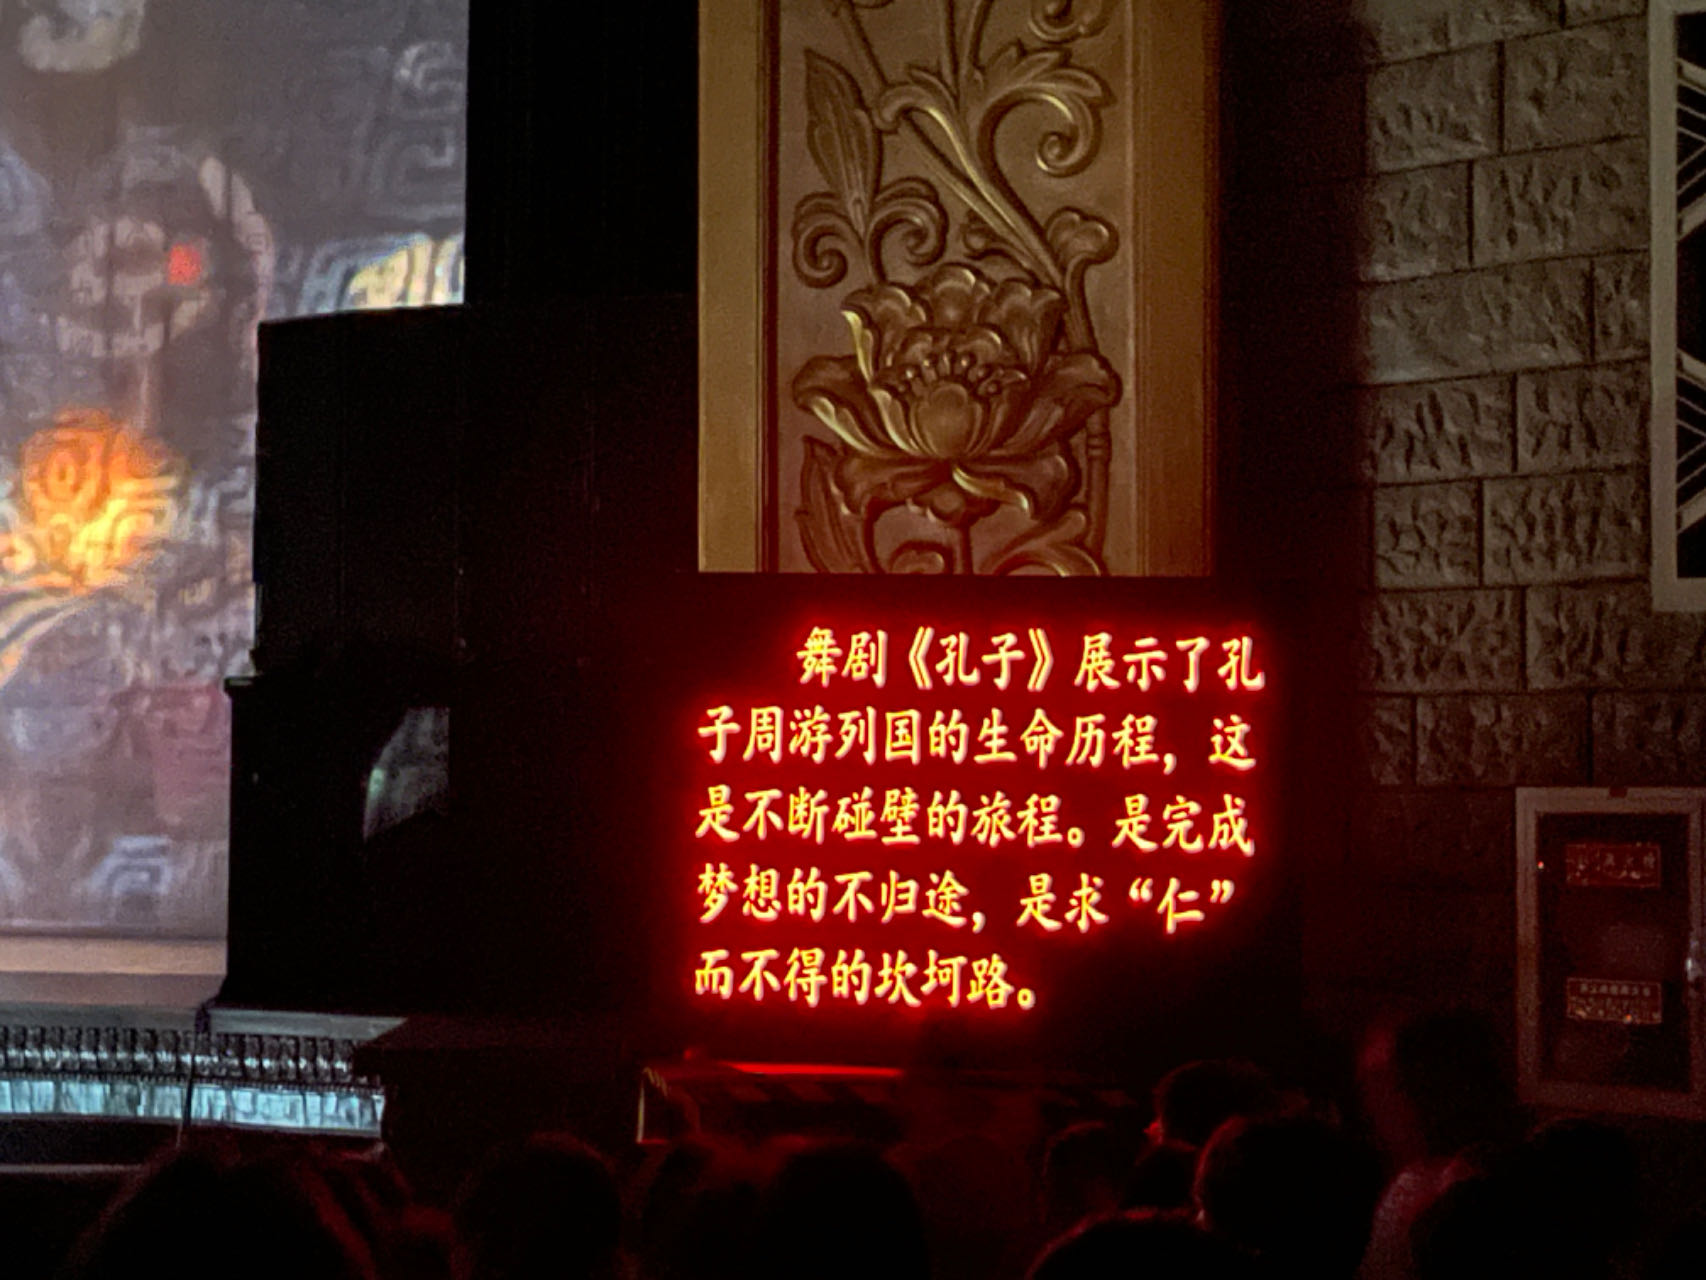 舞剧《孔子》展示了孔
子周游列国的生命历程，这
是不断碰壁的旅程。是完成
梦想的不归途，是求“仁”
而不得的坎坷路。